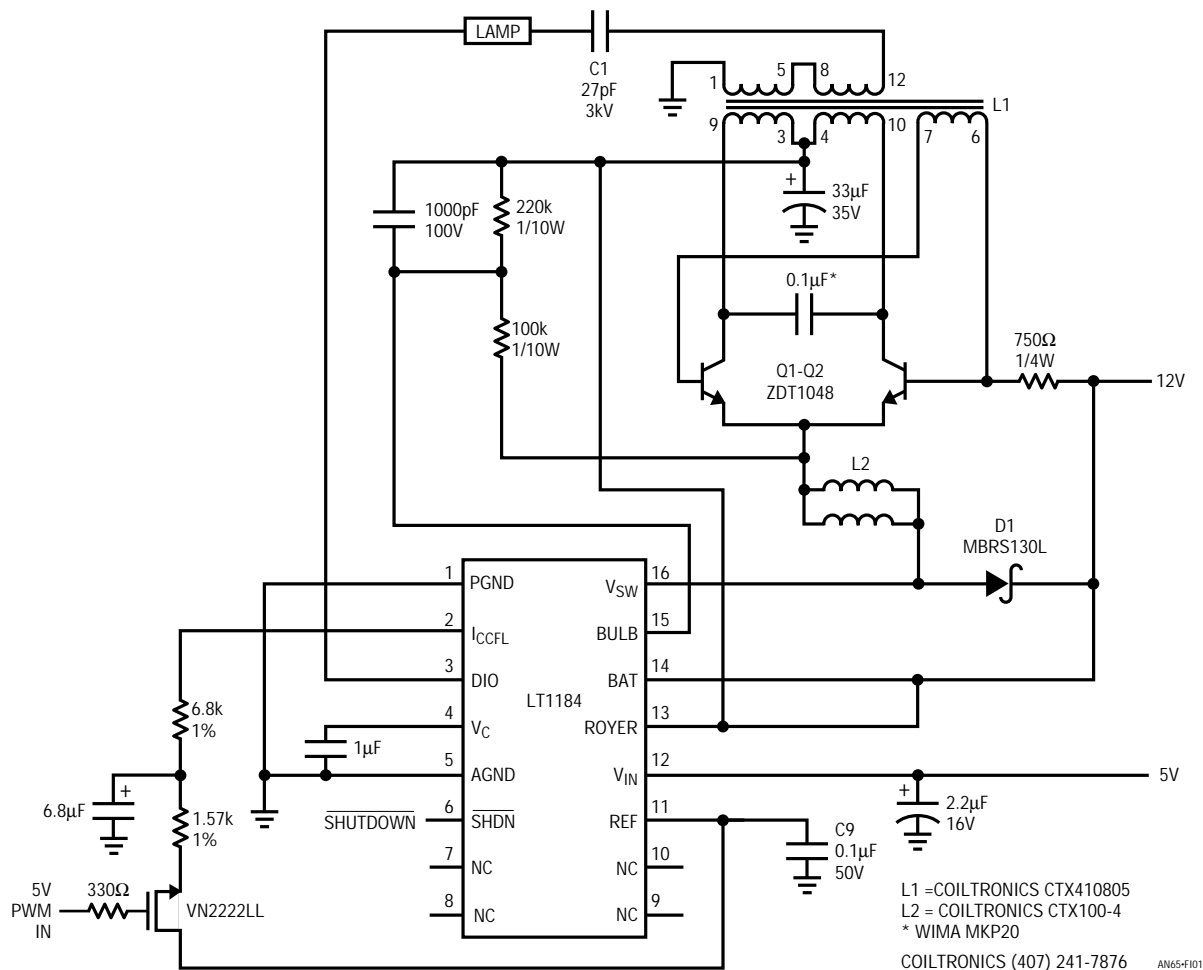 LAMP
C1
27pF
3kV
1
5
8
12
L1
9
3
4
10
7
6
+
33µF
35V
1000pF
100V
220k
1/10W
0.1µF*
100k
1/10W
Q1-Q2
ZDT1048
750Ω
1/4W
12V
L2
D1
MBRS130L
1
PGND
2
ICCFL
3
DIO
4
VC
5
AGND
6
SHDN
7
NC
8
NC
LT1184
16
VSW
15
BULB
14
BAT
13
ROYER
12
VIN
11
REF
10
NC
9
NC
6.8k
1%
1µF
+
6.8µF
1.57k
1%
SHUTDOWN
5V
PWM
IN
330Ω
VN2222LL
5V
+
2.2µF
16V
C9
0.1µF
50V
L1 =COILTRONICS CTX410805
L2 = COILTRONICS CTX100-4
* WIMA MKP20
COILTRONICS (407) 241-7876
AN65•FI01